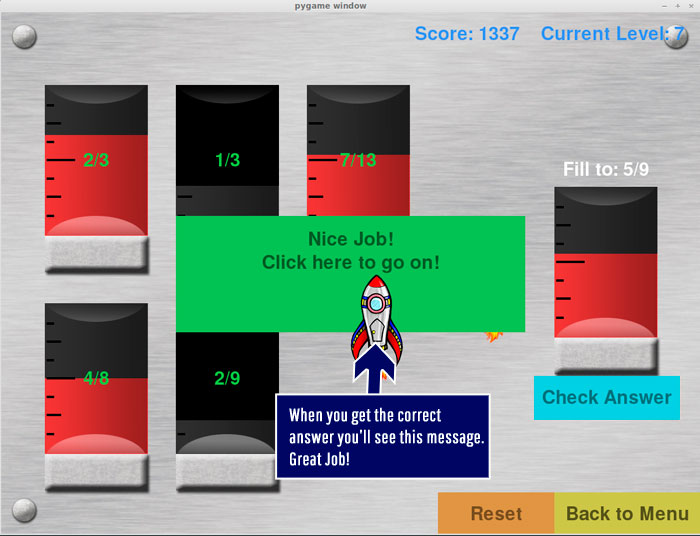 pygame window
Score: 1337 Current Level: 7
2/3
1/3
7/13
Fill to: 5/9
Nice Job!
Click here to go on!
4/8
2/9
Check Answer
When you get the correct
answer you'll see this message.
Great Job!
Reset
Back to Menu